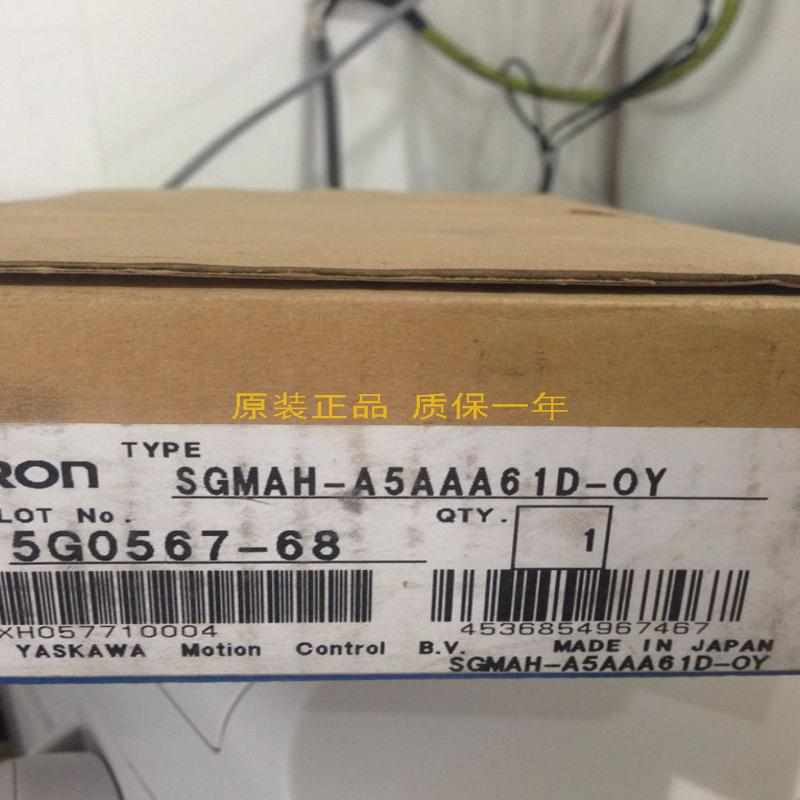 原装正品 质保一年
TYPE
RON
SGMAH-A5AAA61D-OY
LOT No.
QTY.
5G0567-68
1
XH057710004
4536854967467
YASKAWA Motion Control B.V.
MADE IN JAPAN
SGMAH-A5AAA61D-OY